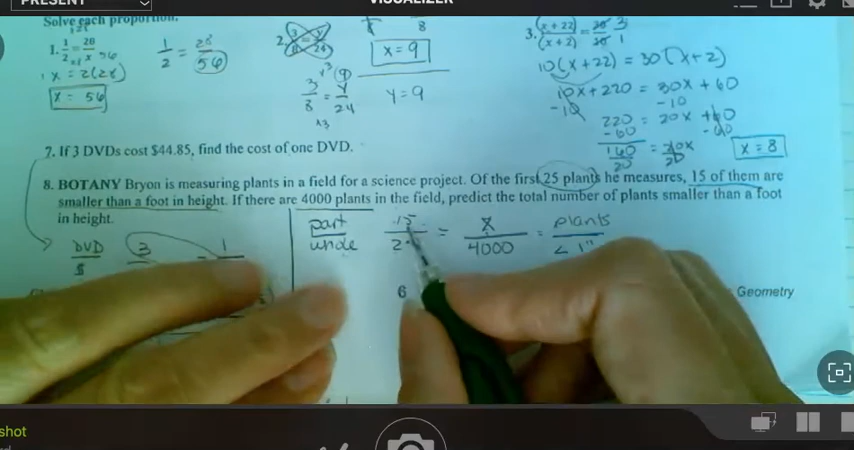 PRESENT
VISUALIZER
Solve each proportion.
1. 1/2 = 28/x
1/2 = 28/56
x = 2(28)
x = 56
2.
8
x = 9
3/8 = y/24
y = 9
3. (x + 22)/(x + 2) = 30/10
10(x + 22) = 30(x + 2)
10x + 220 = 30x + 60
-10
220 = 20x + 60
-60
160/20 = 20x/20
x = 8
7. If 3 DVDs cost $44.85, find the cost of one DVD.
8. BOTANY Bryon is measuring plants in a field for a science project. Of the first 25 plants he measures, 15 of them are
smaller than a foot in height. If there are 4000 plants in the field, predict the total number of plants smaller than a foot
in height.
DVD/$ 3 1
part/whole 15 = x/4000 = plants/< 1"
6
Geometry
shot